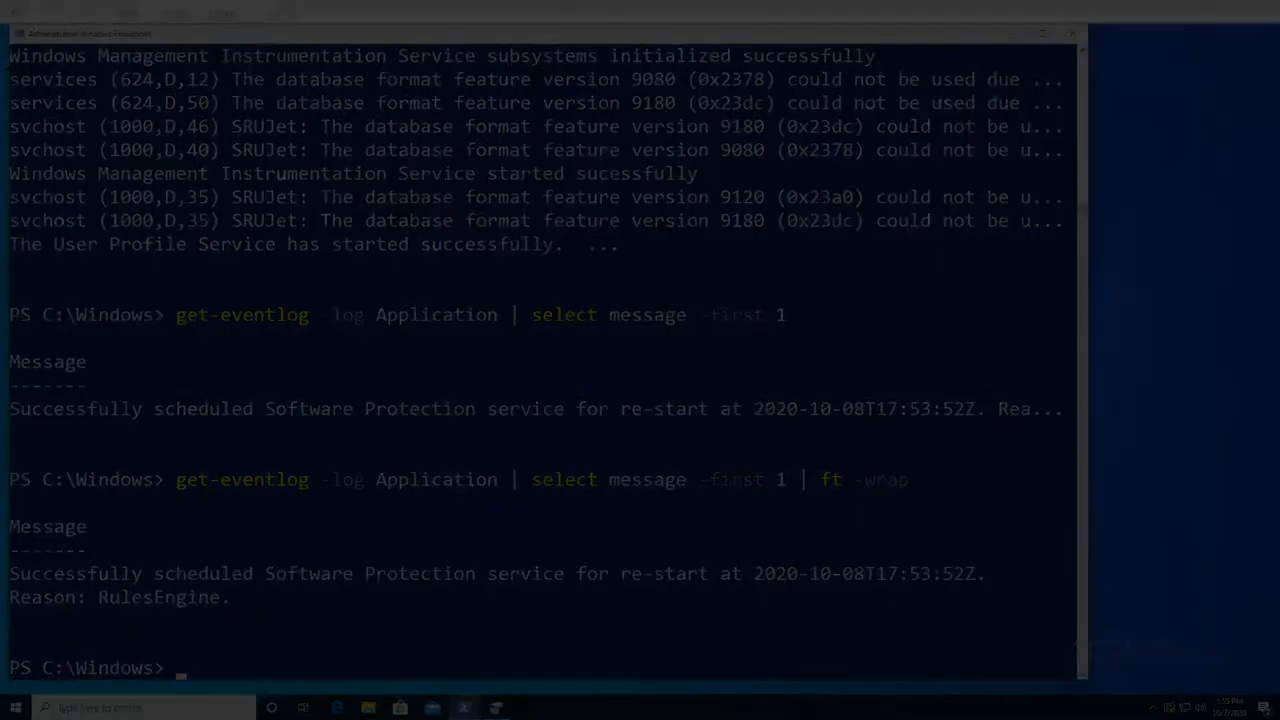 Windows Management Instrumentation Service subsystems initialized successfully
services (624,D,12) The database format feature version 9080 (0x2378) could not be used due ...
services (624,D,50) The database format feature version 9180 (0x23dc) could not be used due ...
svchost (1000,D,46) SRUJet: The database format feature version 9180 (0x23dc) could not be u...
svchost (1000,D,40) SRUJet: The database format feature version 9080 (0x2378) could not be u...
Windows Management Instrumentation Service started sucessfully
svchost (1000,D,35) SRUJet: The database format feature version 9120 (0x23a0) could not be u...
svchost (1000,D,35) SRUJet: The database format feature version 9180 (0x23dc) could not be u...
The User Profile Service has started successfully.  ...
PS C:\Windows> get-eventlog -log Application | select message -first 1
Message
-------
Successfully scheduled Software Protection service for re-start at 2020-10-08T17:53:52Z. Rea...
PS C:\Windows> get-eventlog -log Application | select message -first 1 | ft -wrap
Message
-------
Successfully scheduled Software Protection service for re-start at 2020-10-08T17:53:52Z.
Reason: RulesEngine.
PS C:\Windows> _
Type here to search